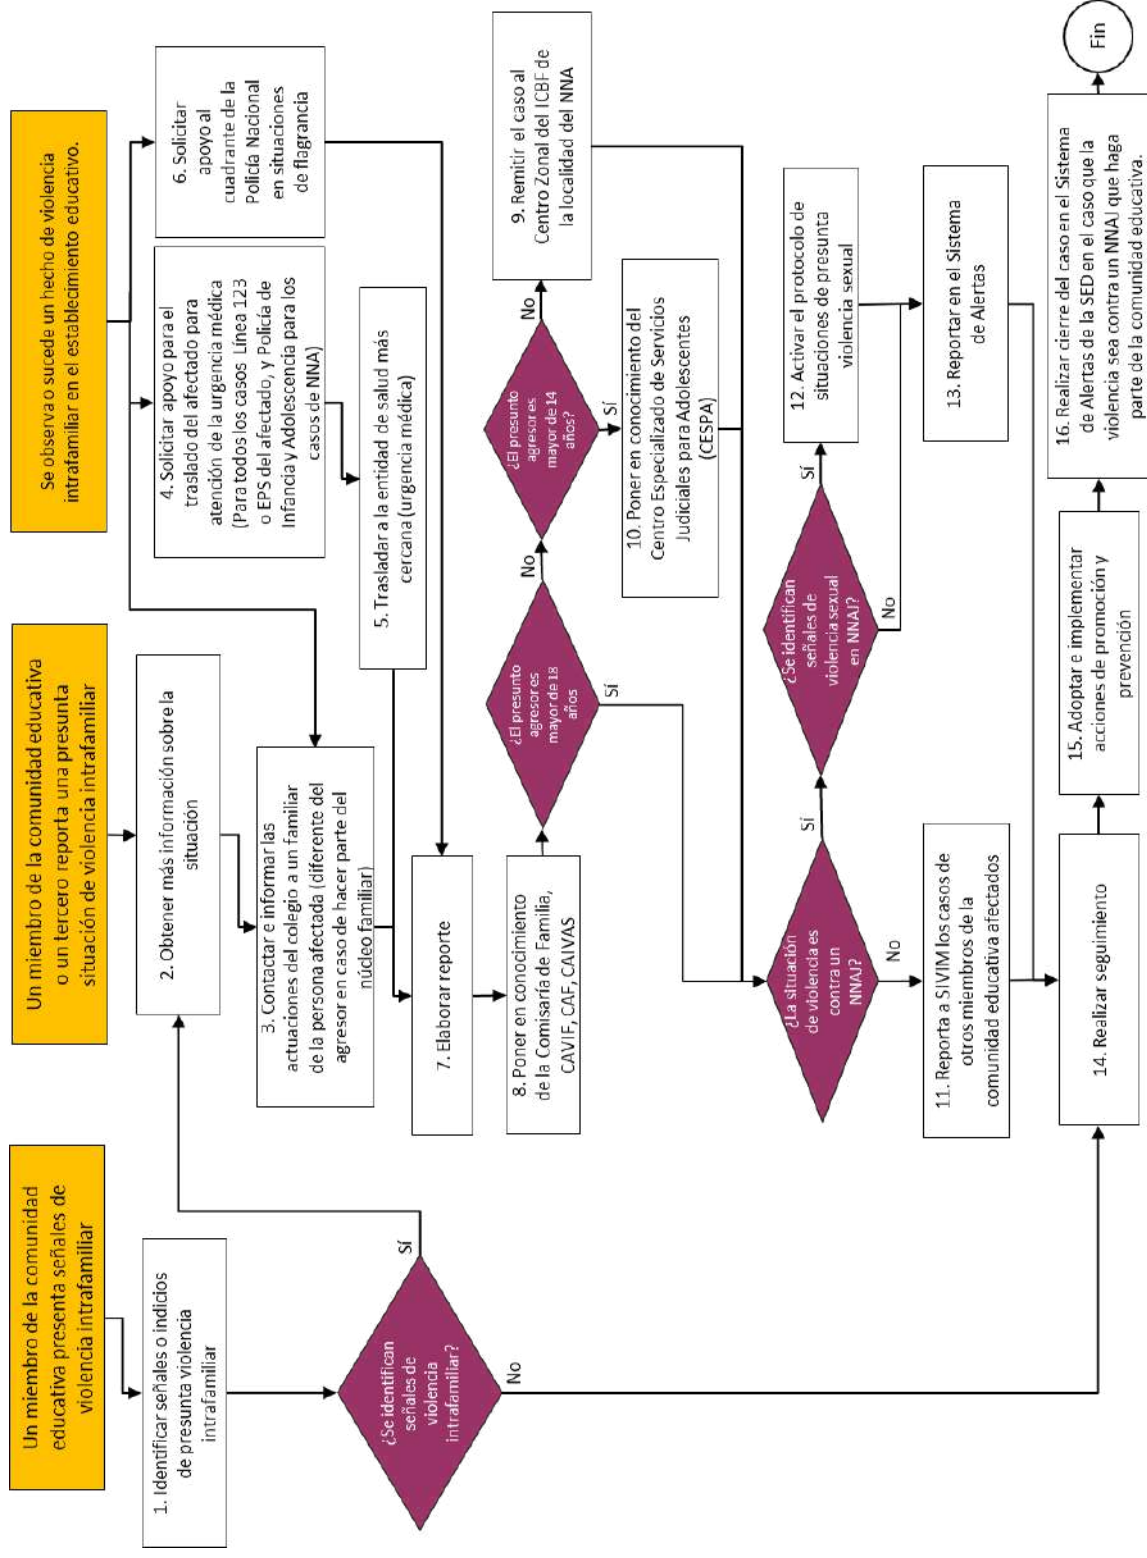 Un miembro de la comunidad
educativa presenta señales de
violencia intrafamiliar
Un miembro de la comunidad educativa
o un tercero reporta una presunta
situación de violencia intrafamiliar
Se observa o sucede un hecho de violencia
intrafamiliar en el establecimiento educativo.
1. Identificar señales o indicios
de presunta violencia
intrafamiliar
¿Se identifican
señales de
violencia
intrafamiliar?
Sí
No
2. Obtener más información sobre la
situación
3. Contactar e informar las
actuaciones del colegio a un familiar
de la persona afectada (diferente del
agresor en caso de hacer parte del
núcleo familiar)
4. Solicitar apoyo para el
traslado del afectado para
atención de la urgencia médica
(Para todos los casos Línea 123
o EPS del afectado, y Policía de
Infancia y Adolescencia para los
casos de NNA)
5. Trasladar a la entidad de salud más
cercana (urgencia médica)
6. Solicitar
apoyo al
cuadrante de la
Policía Nacional
en situaciones
de flagrancia
7. Elaborar reporte
8. Poner en conocimiento
de la Comisaría de Familia,
CAVIF, CAF, CAIVAS
¿El presunto
agresor es
mayor de 18
años
No
Sí
¿El presunto
agresor es
mayor de 14
años?
No
Sí
9. Remitir el caso al
Centro Zonal del ICBF de
la localidad del NNA
10. Poner en conocimiento del
Centro Especializado de Servicios
Judiciales para Adolescentes
(CESPA)
¿La situación
de violencia es
contra un
NNAJ?
Sí
No
¿Se identifican
señales de
violencia sexual
en NNAJ?
Sí
No
11. Reporta a SIVIM los casos de
otros miembros de la
comunidad educativa afectados
12. Activar el protocolo de
situaciones de presunta
violencia sexual
13. Reportar en el Sistema
de Alertas
14. Realizar seguimiento
15. Adoptar e implementar
acciones de promoción y
prevención
16. Realizar cierre del caso en el Sistema
de Alertas de la SED en el caso que la
violencia sea contra un NNAJ que haga
parte de la comunidad educativa.
Fin